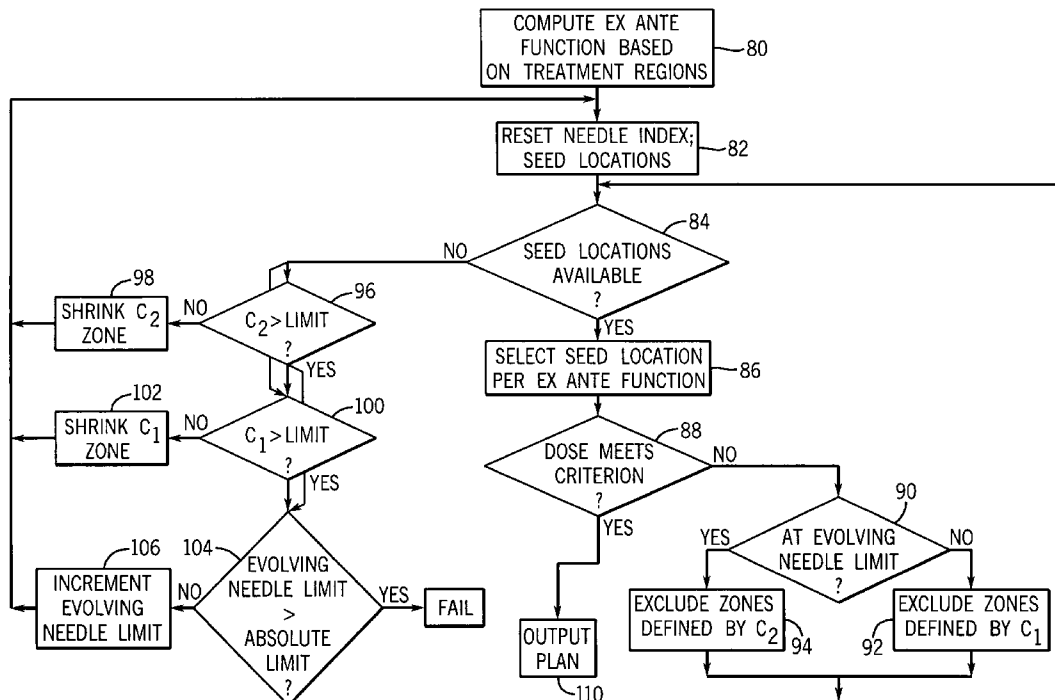 COMPUTE EX ANTE
FUNCTION BASED
ON TREATMENT REGIONS
80
RESET NEEDLE INDEX;
SEED LOCATIONS
82
84
SEED LOCATIONS
AVAILABLE
?
NO
YES
98
SHRINK C2
ZONE
NO
96
C2>LIMIT
?
YES
SELECT SEED LOCATION
PER EX ANTE FUNCTION
86
102
SHRINK C1
ZONE
NO
100
C1>LIMIT
?
YES
88
DOSE MEETS
CRITERION
?
NO
YES
90
AT EVOLVING
NEEDLE LIMIT
?
YES
NO
106
INCREMENT
EVOLVING
NEEDLE LIMIT
NO
104
EVOLVING
NEEDLE LIMIT
>
ABSOLUTE
LIMIT
?
YES
FAIL
OUTPUT
PLAN
110
EXCLUDE ZONES
DEFINED BY C2
94
EXCLUDE ZONES
DEFINED BY C1
92